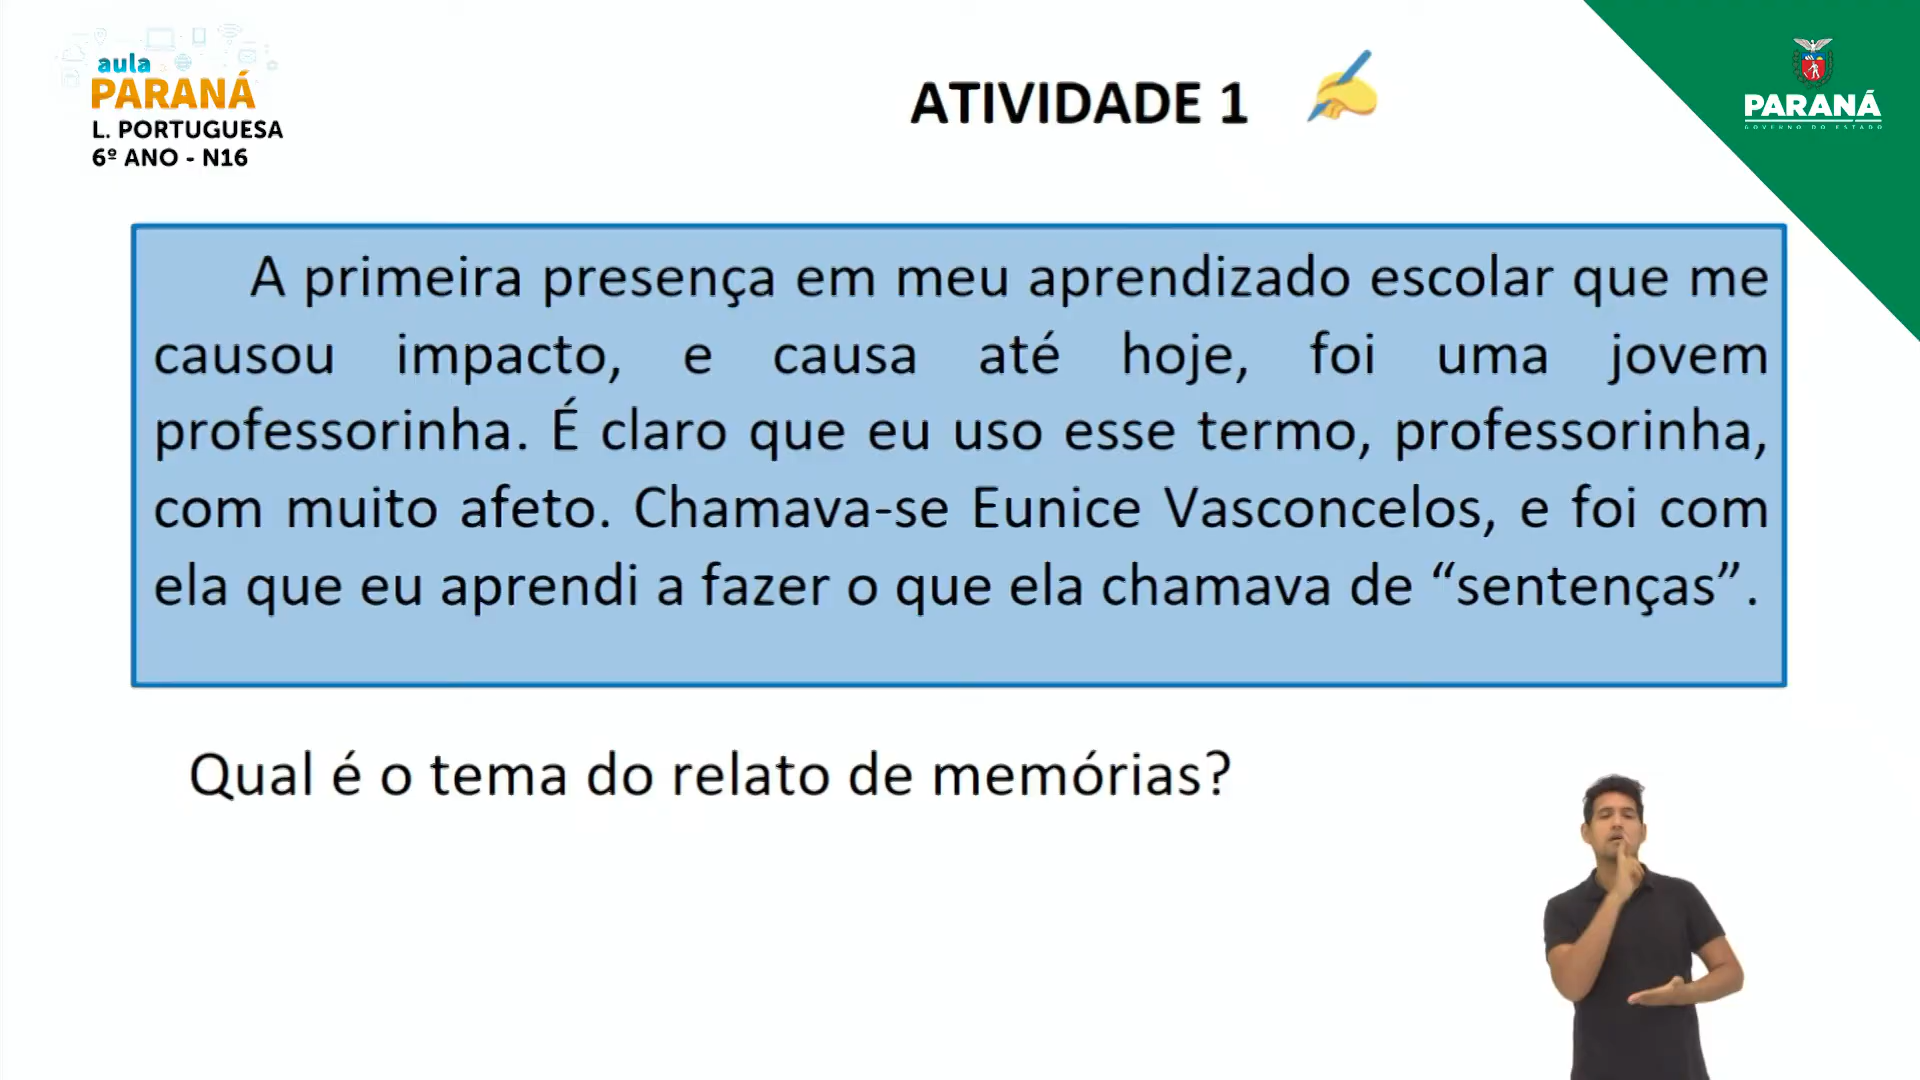 aula
PARANÁ
L. PORTUGUESA
6º ANO - N16
ATIVIDADE 1
PARANÁ
GOVERNO DO ESTADO
A primeira presença em meu aprendizado escolar que me
causou impacto, e causa até hoje, foi uma jovem
professorinha. É claro que eu uso esse termo, professorinha,
com muito afeto. Chamava-se Eunice Vasconcelos, e foi com
ela que eu aprendi a fazer o que ela chamava de “sentenças”.
Qual é o tema do relato de memórias?